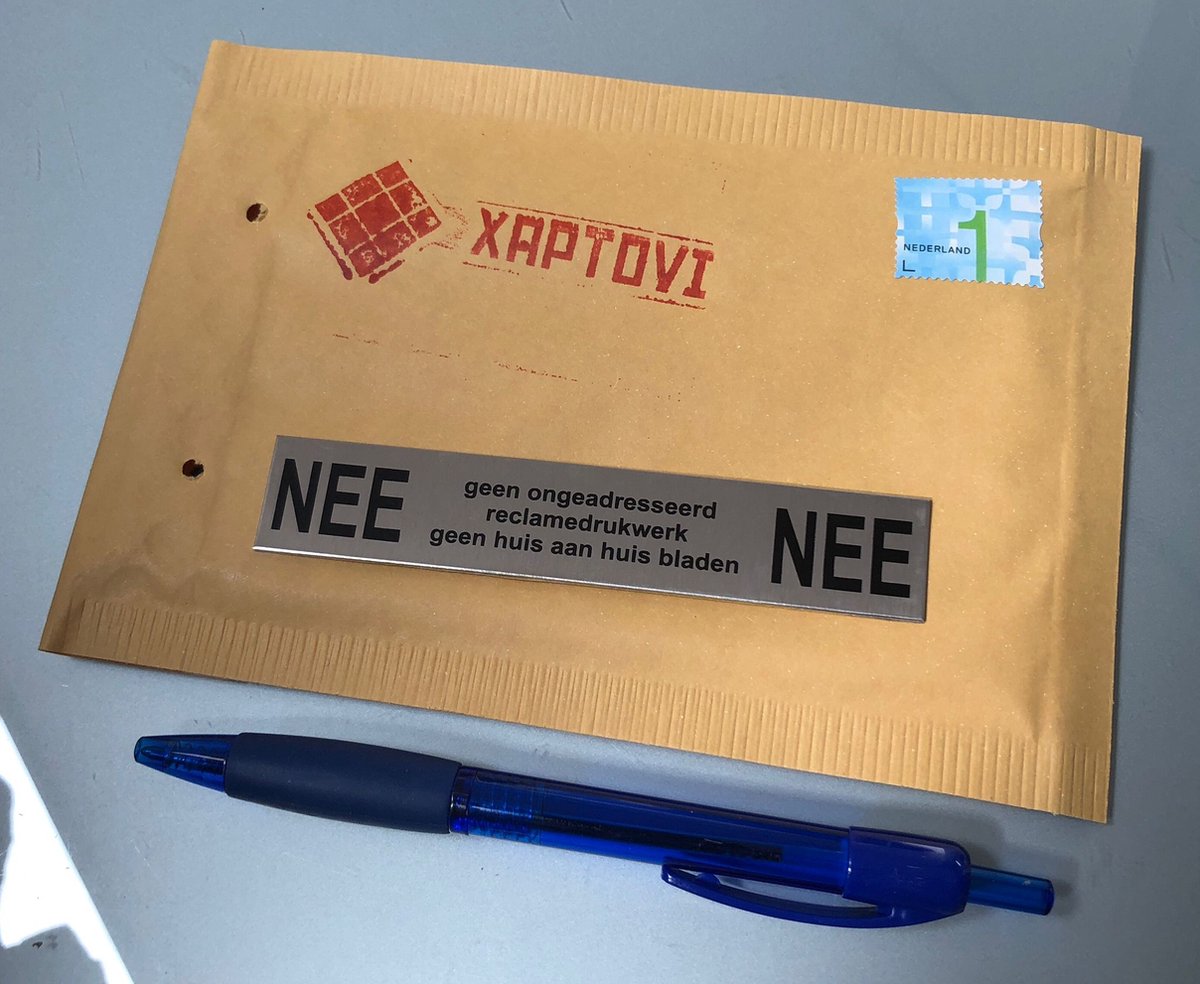 XAPTOVI
1
NEDERLAND
NEE
geen ongeadresseerd
reclamedrukwerk
geen huis aan huis bladen
NEE